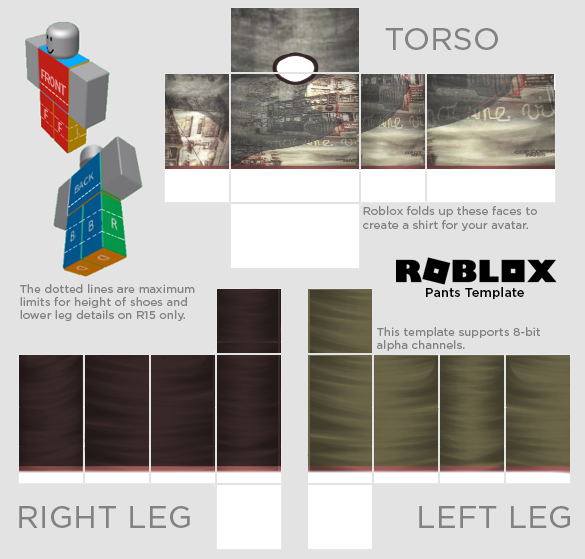 TORSO
FRONT
F F L
BACK
B B R
Roblox folds up these faces to
create a shirt for your avatar.
ROBLOX
Pants Template
The dotted lines are maximum
limits for height of shoes and
lower leg details on R15 only.
This template supports 8-bit
alpha channels.
RIGHT LEG
LEFT LEG